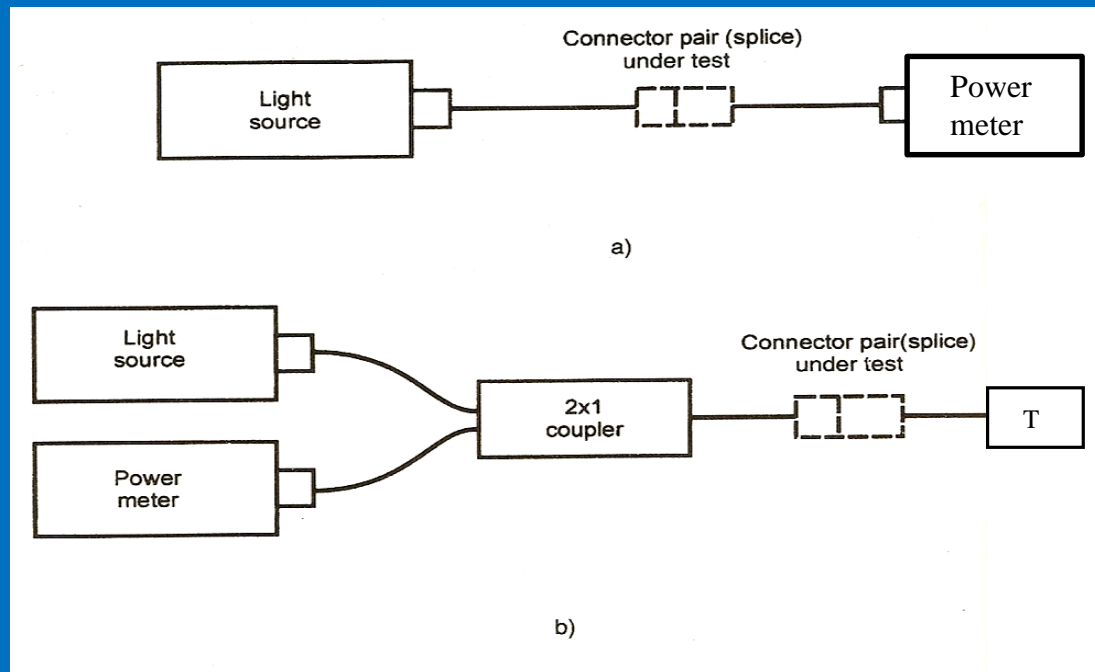 Connector pair (splice)
under test
Light
source
Power
meter
a)
Light
source
Connector pair(splice)
under test
2x1
coupler
T
Power
meter
b)